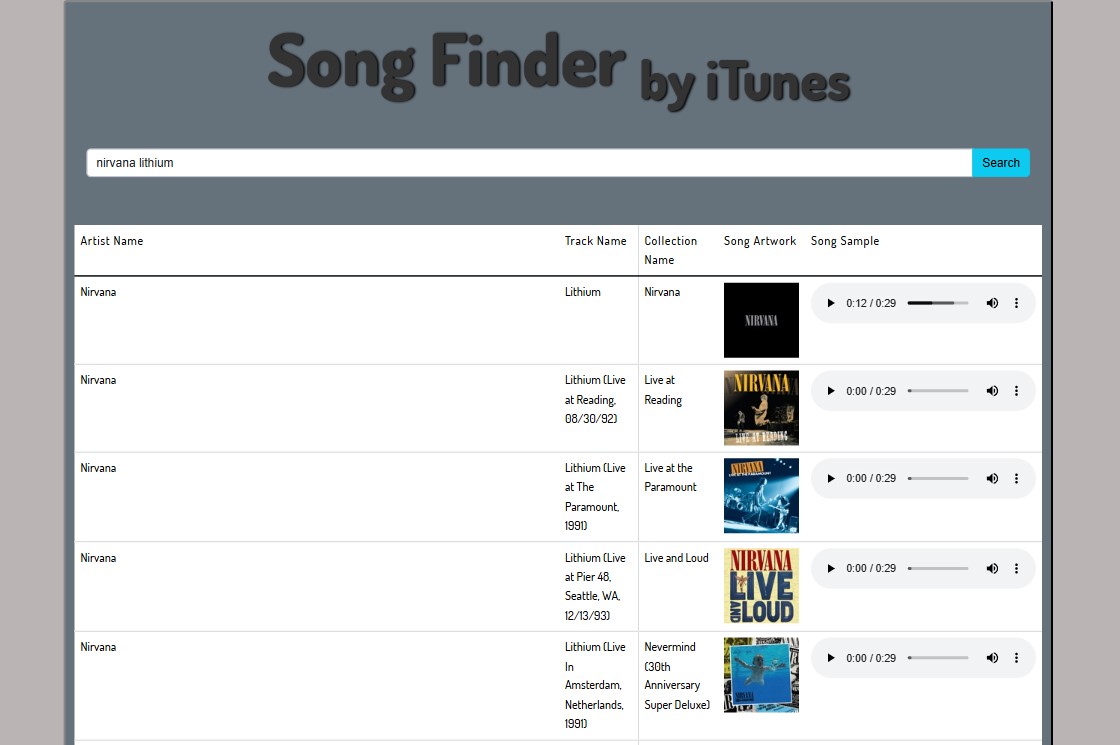 Song Finder by iTunes
nirvana lithium
Search
Artist Name
Track Name
Collection
Name
Song Artwork
Song Sample
Nirvana
Lithium
Nirvana
NIRVANA
0:12 / 0:29
Nirvana
Lithium (Live
at Reading,
08/30/92)
Live at
Reading
NIRVANA
LIVE AT READING
0:00 / 0:29
Nirvana
Lithium (Live
at The
Paramount,
1991)
Live at the
Paramount
NIRVANA
LIVE AT THE PARAMOUNT
0:00 / 0:29
Nirvana
Lithium (Live
at Pier 48,
Seattle, WA,
12/13/93)
Live and Loud
NIRVANA
LIVE
AND
LOUD
0:00 / 0:29
Nirvana
Lithium (Live
In
Amsterdam,
Netherlands,
1991)
Nevermind
(30th
Anniversary
Super Deluxe)
NIRVANA
0:00 / 0:29